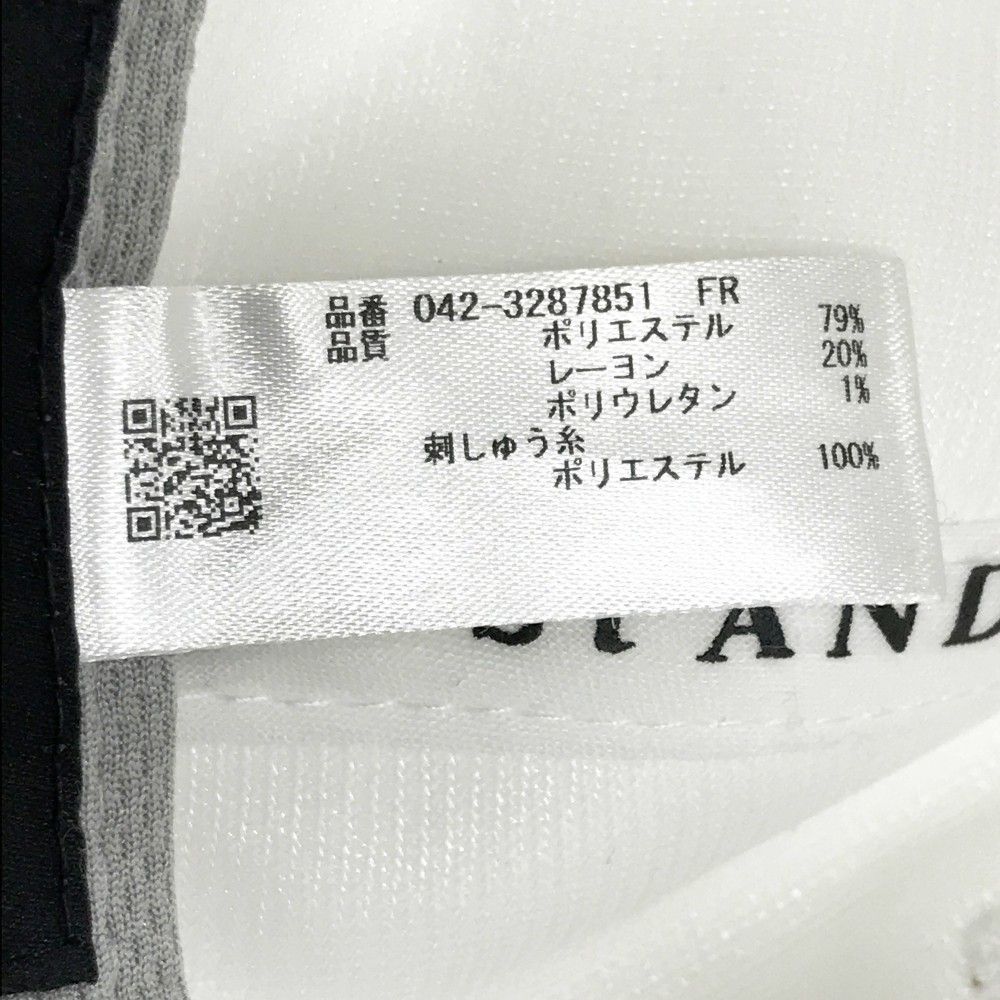 品番 042-3287851 FR
品質 ポリエステル 79%
レーヨン 20%
ポリウレタン 1%
刺しゅう糸
ポリエステル 100%